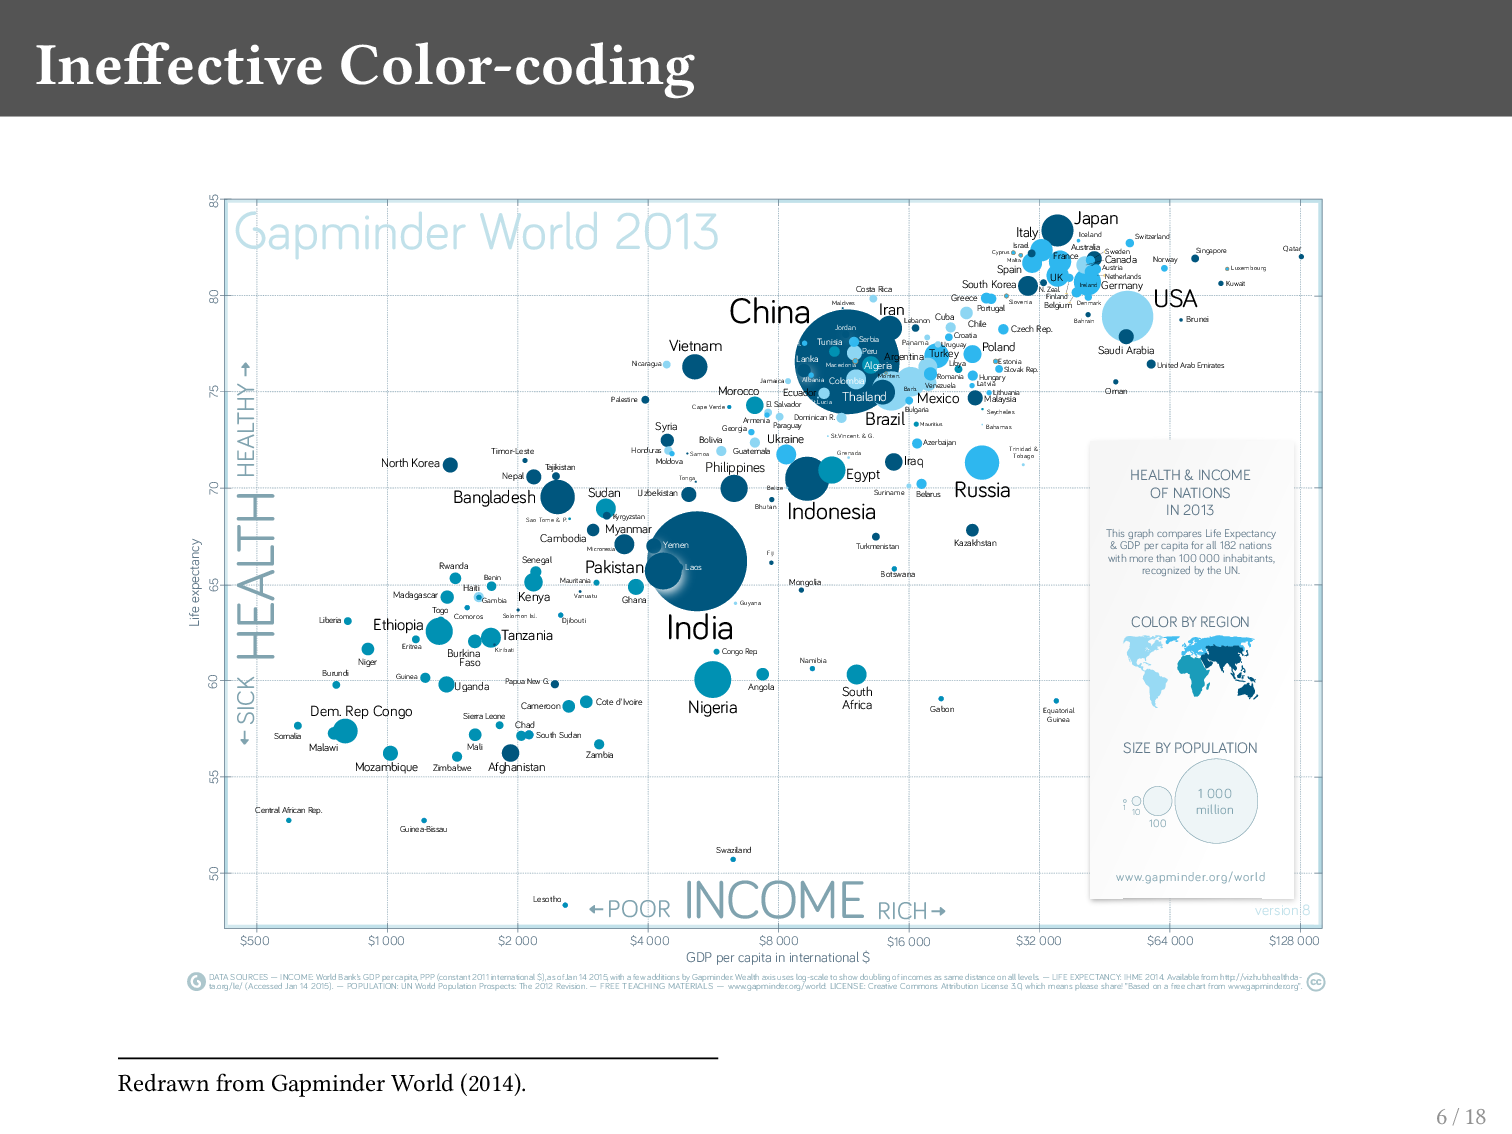 Ineffective Color-coding
Gapminder World 2013
85
80
75
70
65
60
55
50
Life expectancy
← SICK HEALTH HEALTHY →
Japan
Italy
Iceland
Switzerland
Israel
Australia
Sweden
Singapore
Qatar
Cyprus
Malta
France
Canada
Norway
Luxembourg
Spain
Austria
Netherlands
UK
South Korea
N. Zeal.
Ireland
Germany
Kuwait
Costa Rica
Greece
Slovenia
Finland
Belgium
Denmark
USA
China
Maldives
Iran
Portugal
Lebanon
Cuba
Chile
Czech Rep.
Bahrain
Brunei
Jordan
Vietnam
Tunisia
Serbia
Panama
Croatia
Uruguay
Poland
Saudi Arabia
Nicaragua
Lanka
Peru
Argentina
Turkey
Macedonia
Algeria
Libya
Estonia
Slovak Rep.
United Arab Emirates
Jamaica
Albania
Colombia
Romania
Hungary
Venezuela
Latvia
Lithuania
Oman
Morocco
Ecuador
Thailand
Mexico
Malaysia
Palestine
Cape Verde
El Salvador
Bulgaria
Seychelles
Armenia
Paraguay
Dominican R.
Brazil
Mauritius
Bahamas
Syria
Georgia
Bolivia
Ukraine
St.Vincent. & G.
Azerbaijan
Honduras
Samoa
Guatemala
Grenada
Trinidad &
Tobago
Timor-Leste
North Korea
Tajikistan
Moldova
Philippines
Iraq
Nepal
Egypt
Tonga
Bangladesh
Sudan
Uzbekistan
Belize
Suriname
Belarus
Russia
Bhutan
Indonesia
Sao Tome & P.
Kyrgyzstan
Myanmar
Cambodia
Micronesia
Yemen
Turkmenistan
Kazakhstan
Fiji
Senegal
Pakistan
Laos
Rwanda
Benin
Mauritania
Botswana
Mongolia
Madagascar
Haiti
Gambia
Kenya
Vanuatu
Ghana
Guyana
Togo
Comoros
Solomon Isl.
Djibouti
Liberia
Ethiopia
Tanzania
India
Eritrea
Kiribati
Burkina
Faso
Niger
Congo Rep.
Namibia
Burundi
Guinea
Uganda
Papua New G.
Angola
South
Africa
Cameroon
Cote d'Ivoire
Nigeria
Gabon
Equatorial
Guinea
Dem. Rep Congo
Sierra Leone
Chad
Somalia
South Sudan
Malawi
Mali
Zambia
Mozambique
Zimbabwe
Afghanistan
Central African Rep.
Guinea-Bissau
Swaziland
Lesotho
HEALTH & INCOME
OF NATIONS
IN 2013
This graph compares Life Expectancy
& GDP per capita for all 182 nations
with more than 100 000 inhabitants,
recognized by the UN.
COLOR BY REGION
SIZE BY POPULATION
1
10
100
1 000
million
www.gapminder.org/world
version 8
← POOR INCOME RICH →
$500
$1 000
$2 000
$4 000
$8 000
$16 000
$32 000
$64 000
$128 000
GDP per capita in international $
DATA SOURCES — INCOME: World Bank's GDP per capita, PPP (constant 2011 international $), as of Jan 14 2015, with a few additions by Gapminder. Wealth axis uses log-scale to show doubling of incomes as same distance on all levels. — LIFE EXPECTANCY: IHME 2014. Available from http://vizhub.healthda-
ta.org/le/ (Accessed Jan 14 2015). — POPULATION: UN World Population Prospects: The 2012 Revision. — FREE TEACHING MATERIALS — www.gapminder.org/world. LICENSE: Creative Commons Attribution License 3.0, which means please share! "Based on a free chart from www.gapminder.org".
Redrawn from Gapminder World (2014).
6 / 18